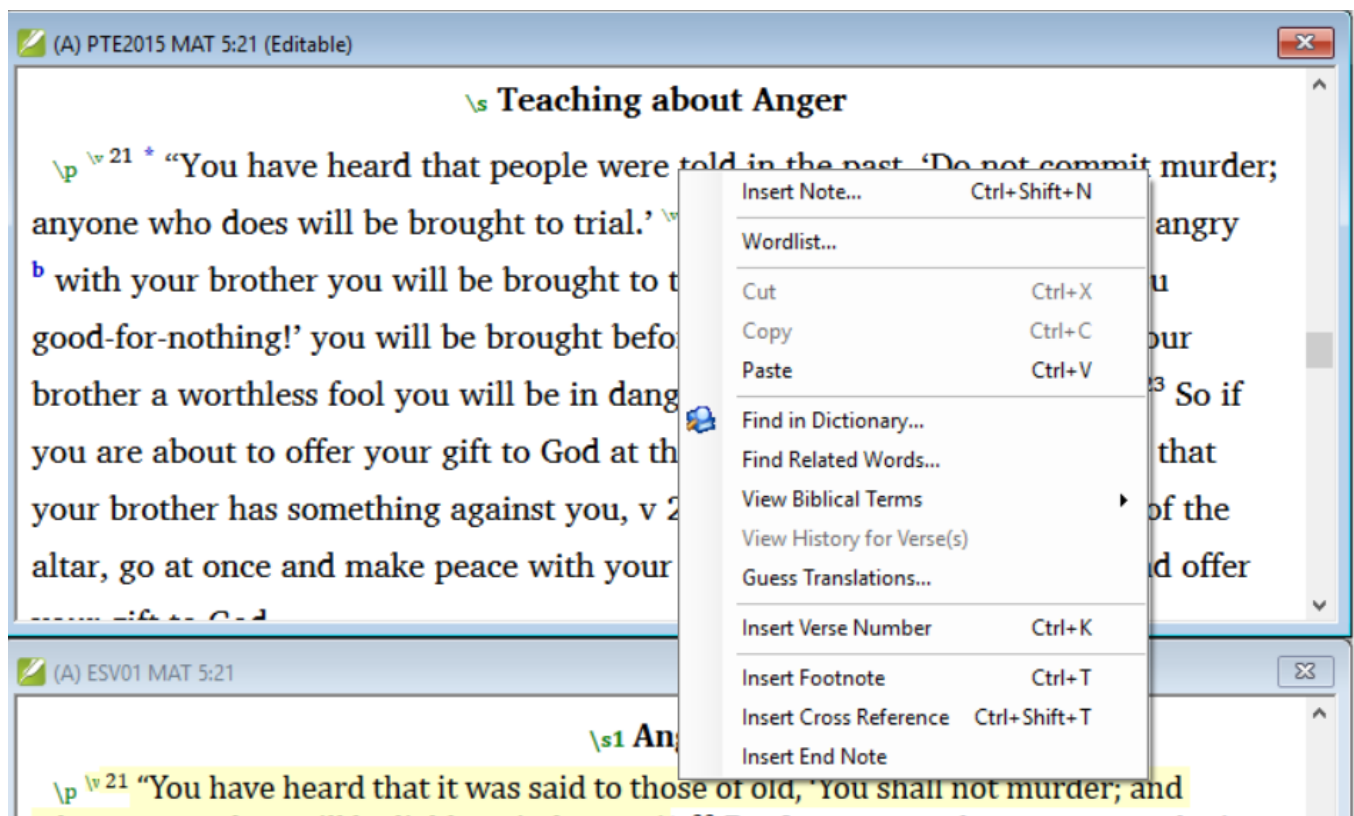 (A) PTE2015 MAT 5:21 (Editable)
\s Teaching about Anger
\p \v 21 * “You have heard that people were told in the past, ‘Do not commit murder;
anyone who does will be brought to trial.’ \v angry
b with your brother you will be brought to t u
good-for-nothing!’ you will be brought befo our
brother a worthless fool you will be in dang 23 So if
you are about to offer your gift to God at th that
your brother has something against you, v 2 of the
altar, go at once and make peace with your d offer
your gift to God
Insert Note... Ctrl+Shift+N
Wordlist...
Cut Ctrl+X
Copy Ctrl+C
Paste Ctrl+V
Find in Dictionary...
Find Related Words...
View Biblical Terms
View History for Verse(s)
Guess Translations...
Insert Verse Number Ctrl+K
Insert Footnote Ctrl+T
Insert Cross Reference Ctrl+Shift+T
Insert End Note
(A) ESV01 MAT 5:21
\s1 Ang
\p \v 21 “You have heard that it was said to those of old, ‘You shall not murder; and